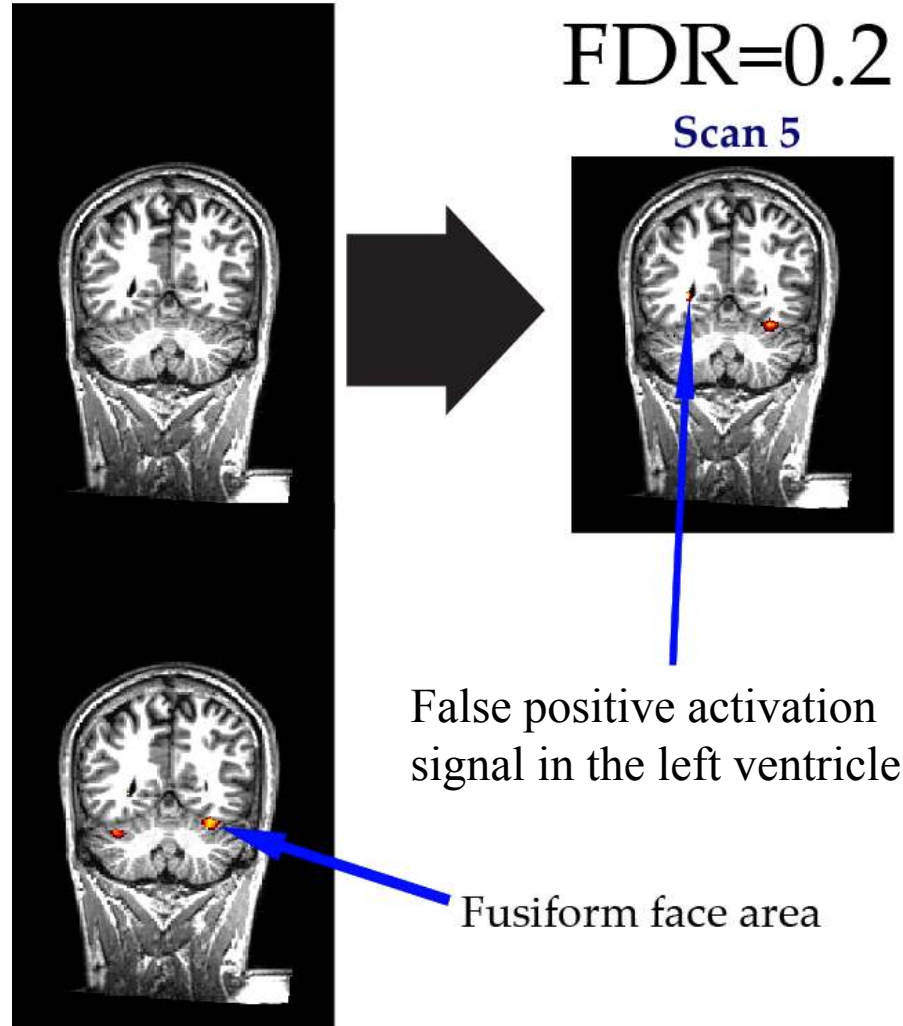 FDR=0.2
Scan 5
False positive activation
signal in the left ventricle
Fusiform face area